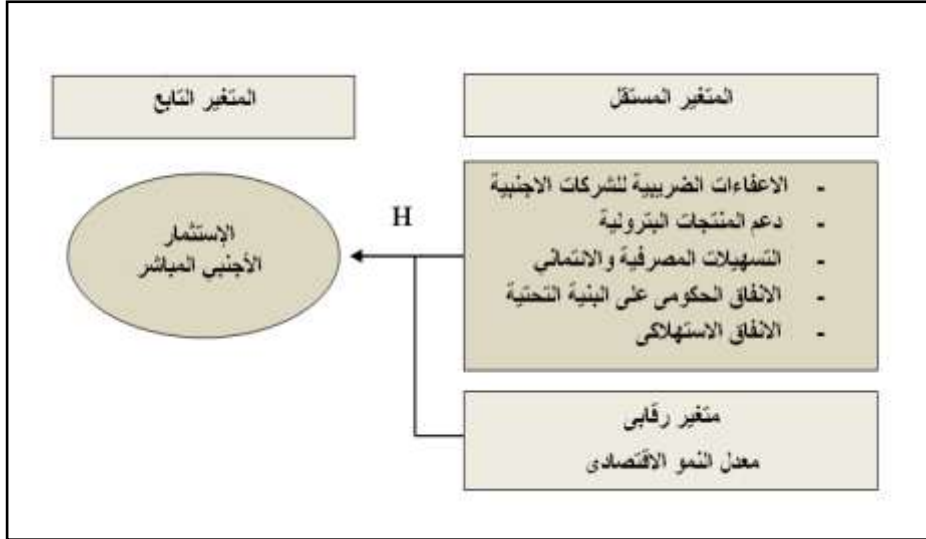 المتغير المستقل
المتغير التابع
- الاعفاءات الضريبية للشركات الاجنبية
- دعم المنتجات البترولية
- التسهيلات المصرفية والائتماني
- الانفاق الحكومى على البنية التحتية
- الانفاق الاستهلاكى
H
الإستثمار
الأجنبي المباشر
متغير رقابى
معدل النمو الاقتصادى